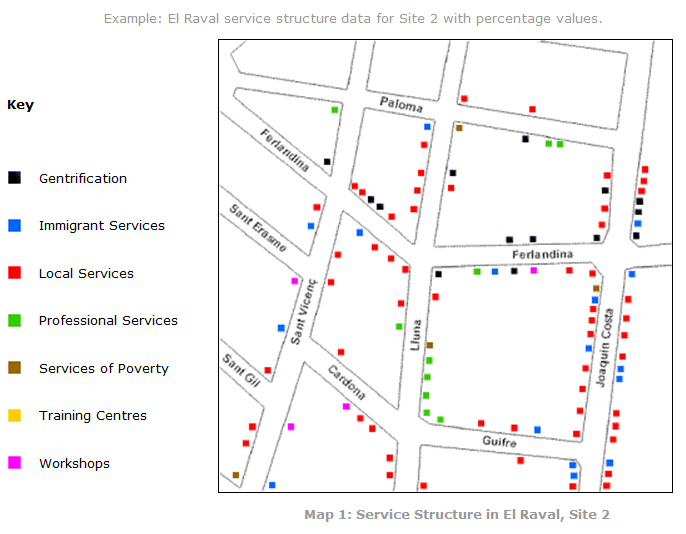 Example: El Raval service structure data for Site 2 with percentage values.
Key
Gentrification
Immigrant Services
Local Services
Professional Services
Services of Poverty
Training Centres
Workshops
Paloma
Ferlandina
Sant Erasme
Ferlandina
Sant Vicenç
Lluna
Joaquín Costa
Sant Gil
Cardona
Guifre
Map 1: Service Structure in El Raval, Site 2